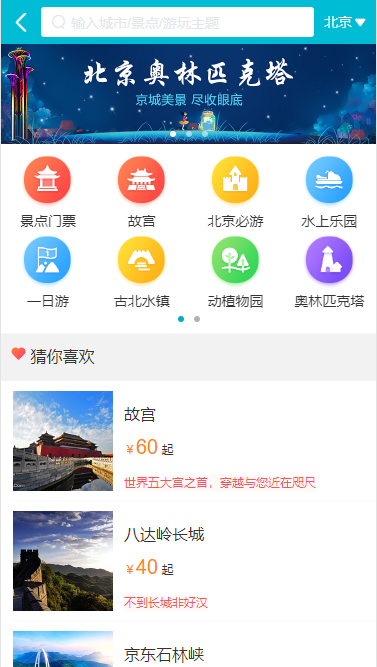 输入城市/景点/游玩主题
北京
北京奥林匹克塔
京城美景 尽收眼底
景点门票
故宫
北京必游
水上乐园
一日游
古北水镇
动植物园
奥林匹克塔
猜你喜欢
故宫
¥60起
世界五大宫之首，穿越与您近在咫尺
八达岭长城
¥40起
不到长城非好汉
京东石林峡